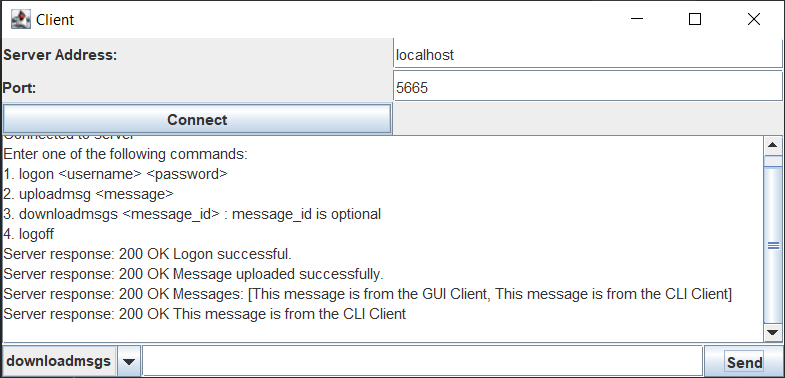 Client
Server Address:
localhost
Port:
5665
Connect
Connected to server
Enter one of the following commands:
1. logon <username> <password>
2. uploadmsg <message>
3. downloadmsgs <message_id> : message_id is optional
4. logoff
Server response: 200 OK Logon successful.
Server response: 200 OK Message uploaded successfully.
Server response: 200 OK Messages: [This message is from the GUI Client, This message is from the CLI Client]
Server response: 200 OK This message is from the CLI Client
downloadmsgs
Send